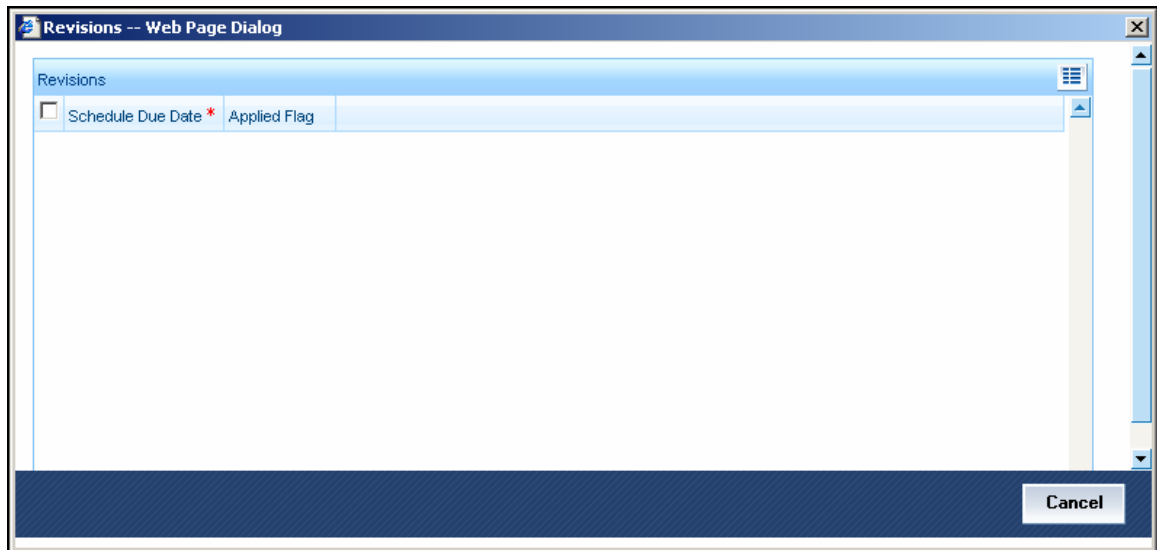 Revisions -- Web Page Dialog
Revisions
Schedule Due Date * Applied Flag
Cancel